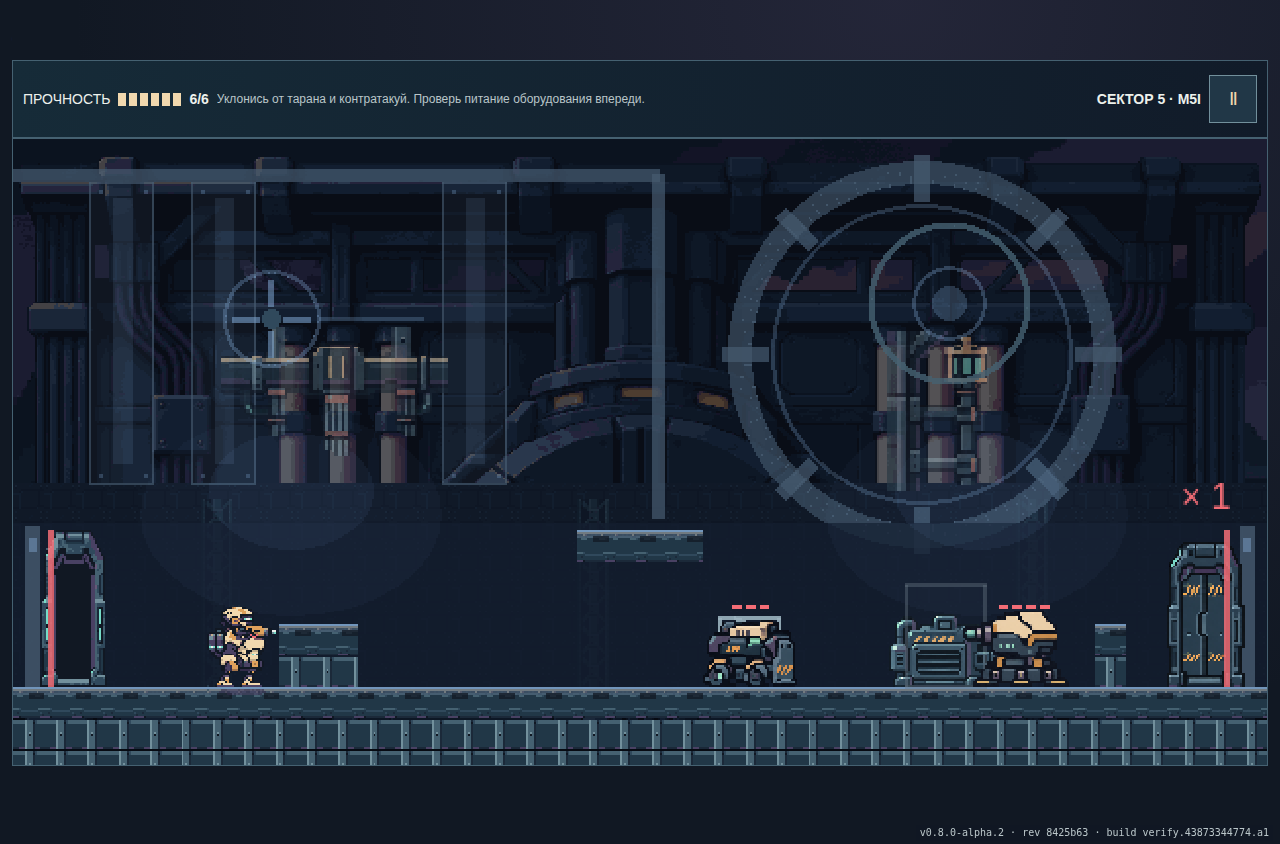 ПРОЧНОСТЬ 6/6 Уклонись от тарана и контратакуй. Проверь питание оборудования впереди. СЕКТОР 5 · M5I II
× 1
v0.8.0-alpha.2 · rev 8425b63 · build verify.43873344774.a1